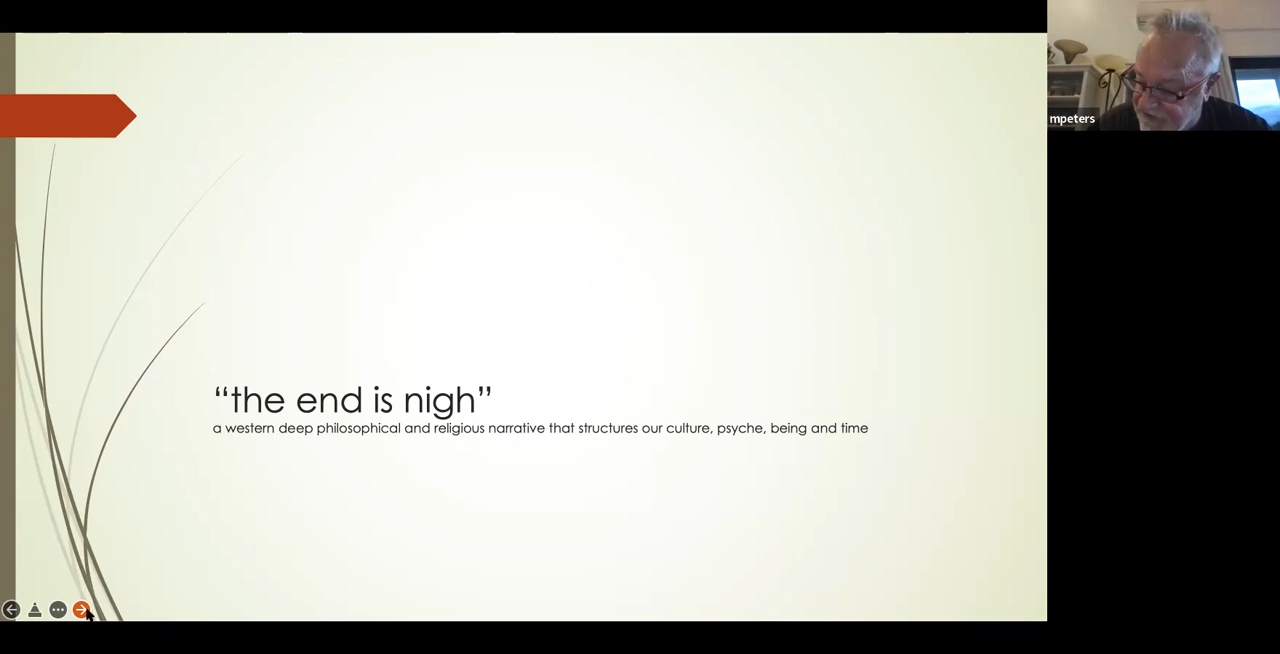 mpeters
“the end is nigh”
a western deep philosophical and religious narrative that structures our culture, psyche, being and time